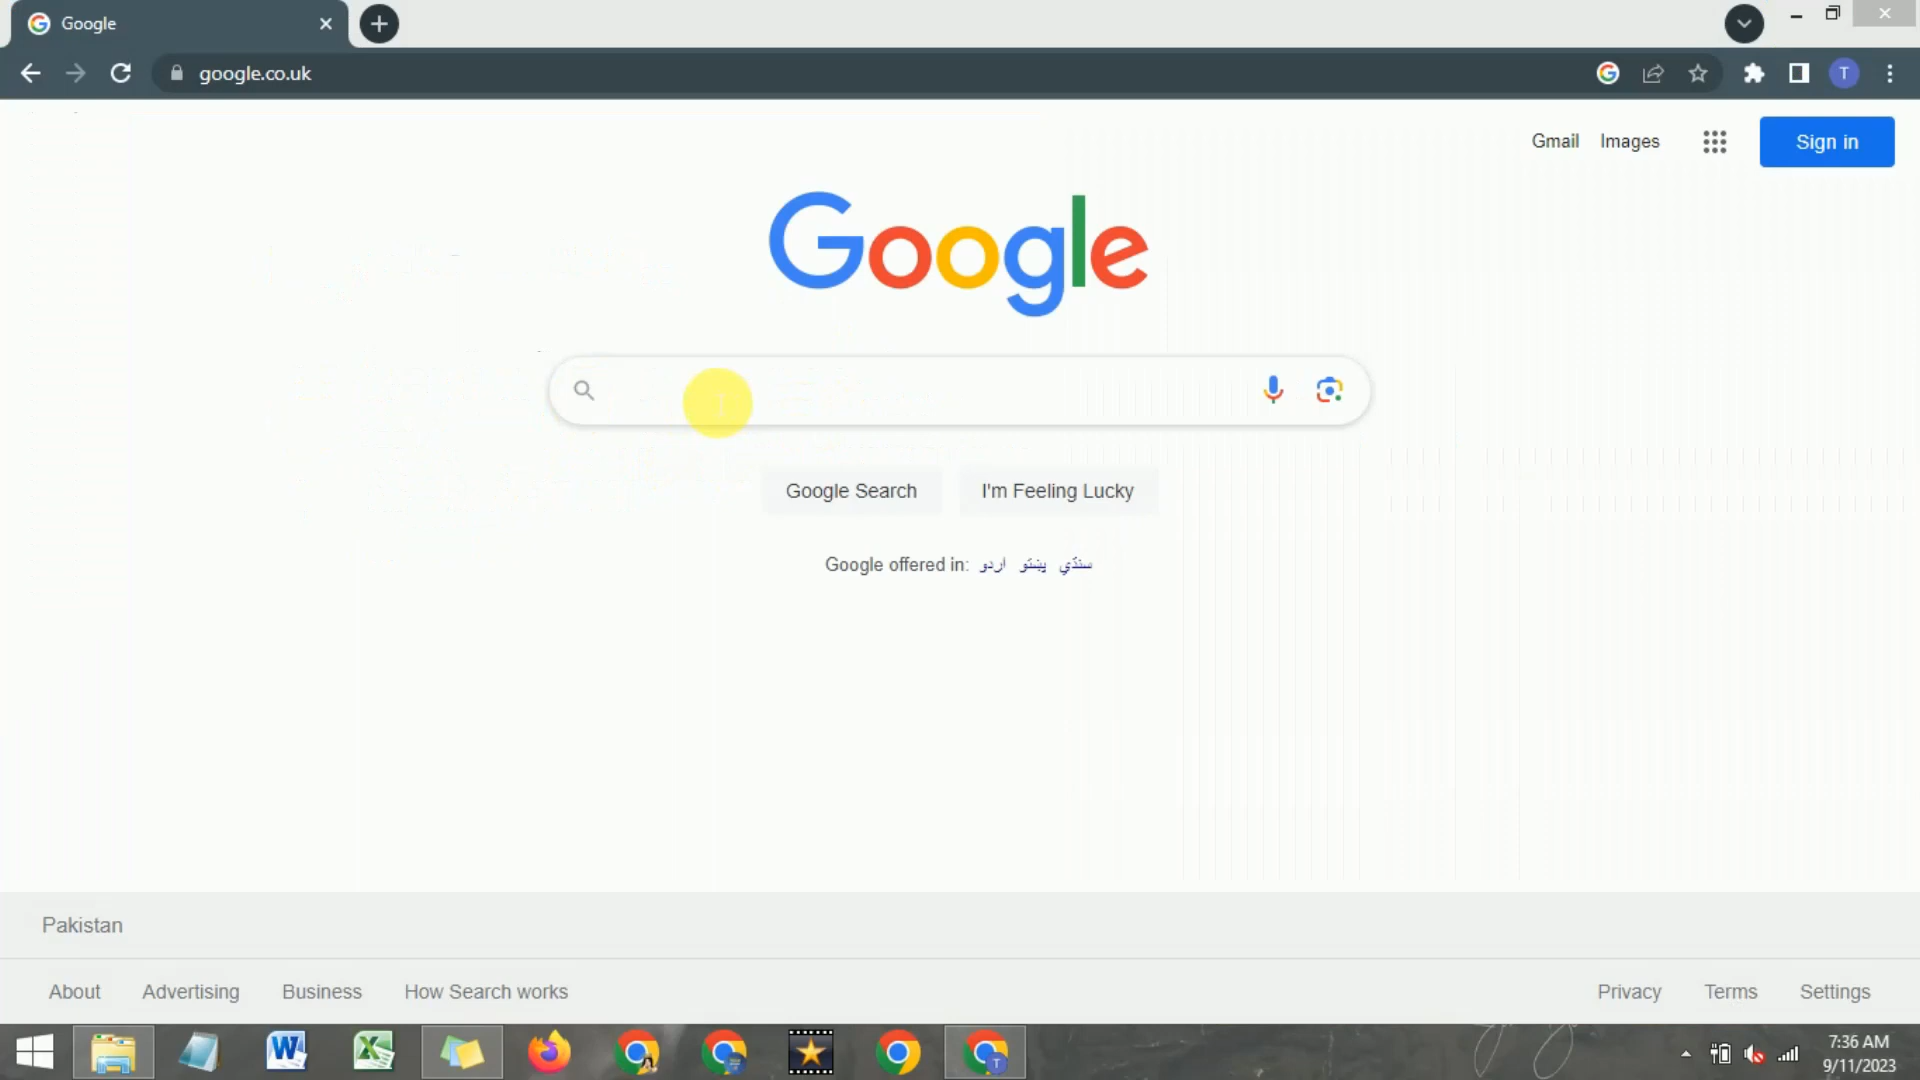 Google
google.co.uk
T
Gmail Images Sign in
Google
Google Search I'm Feeling Lucky
Google offered in: اردو پښتو سنڌي
Pakistan
About Advertising Business How Search works Privacy Terms Settings
7:36 AM
9/11/2023